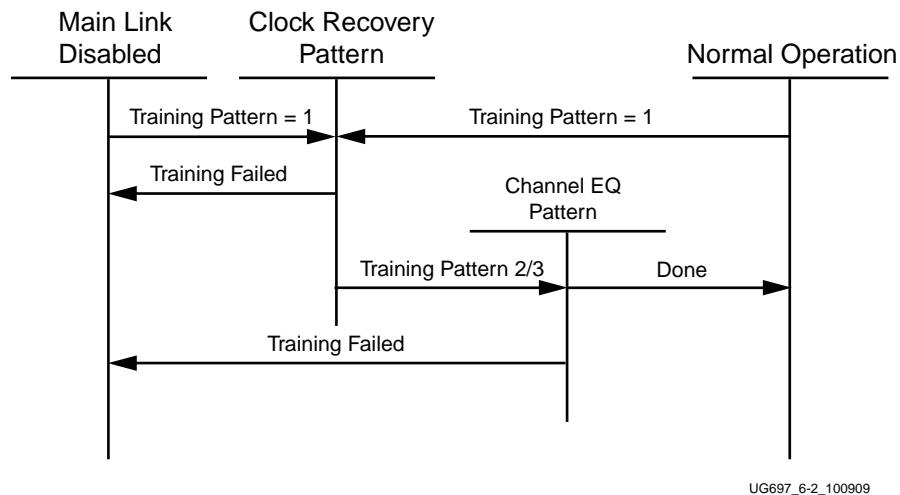 Main Link
Disabled
Clock Recovery
Pattern
Normal Operation
Training Pattern = 1
Training Pattern = 1
Training Failed
Channel EQ
Pattern
Training Pattern 2/3
Done
Training Failed
UG697_6-2_100909